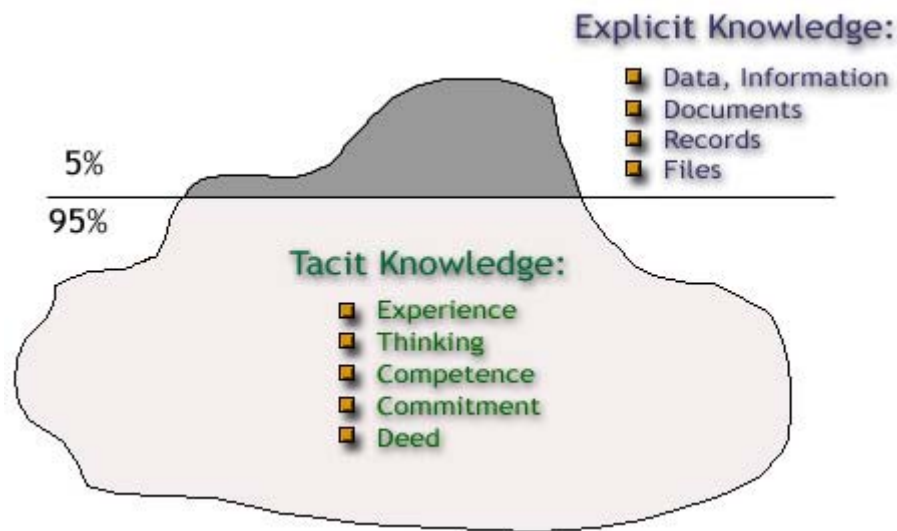 Explicit Knowledge:
Data, Information
Documents
Records
Files
5%
95%
Tacit Knowledge:
Experience
Thinking
Competence
Commitment
Deed